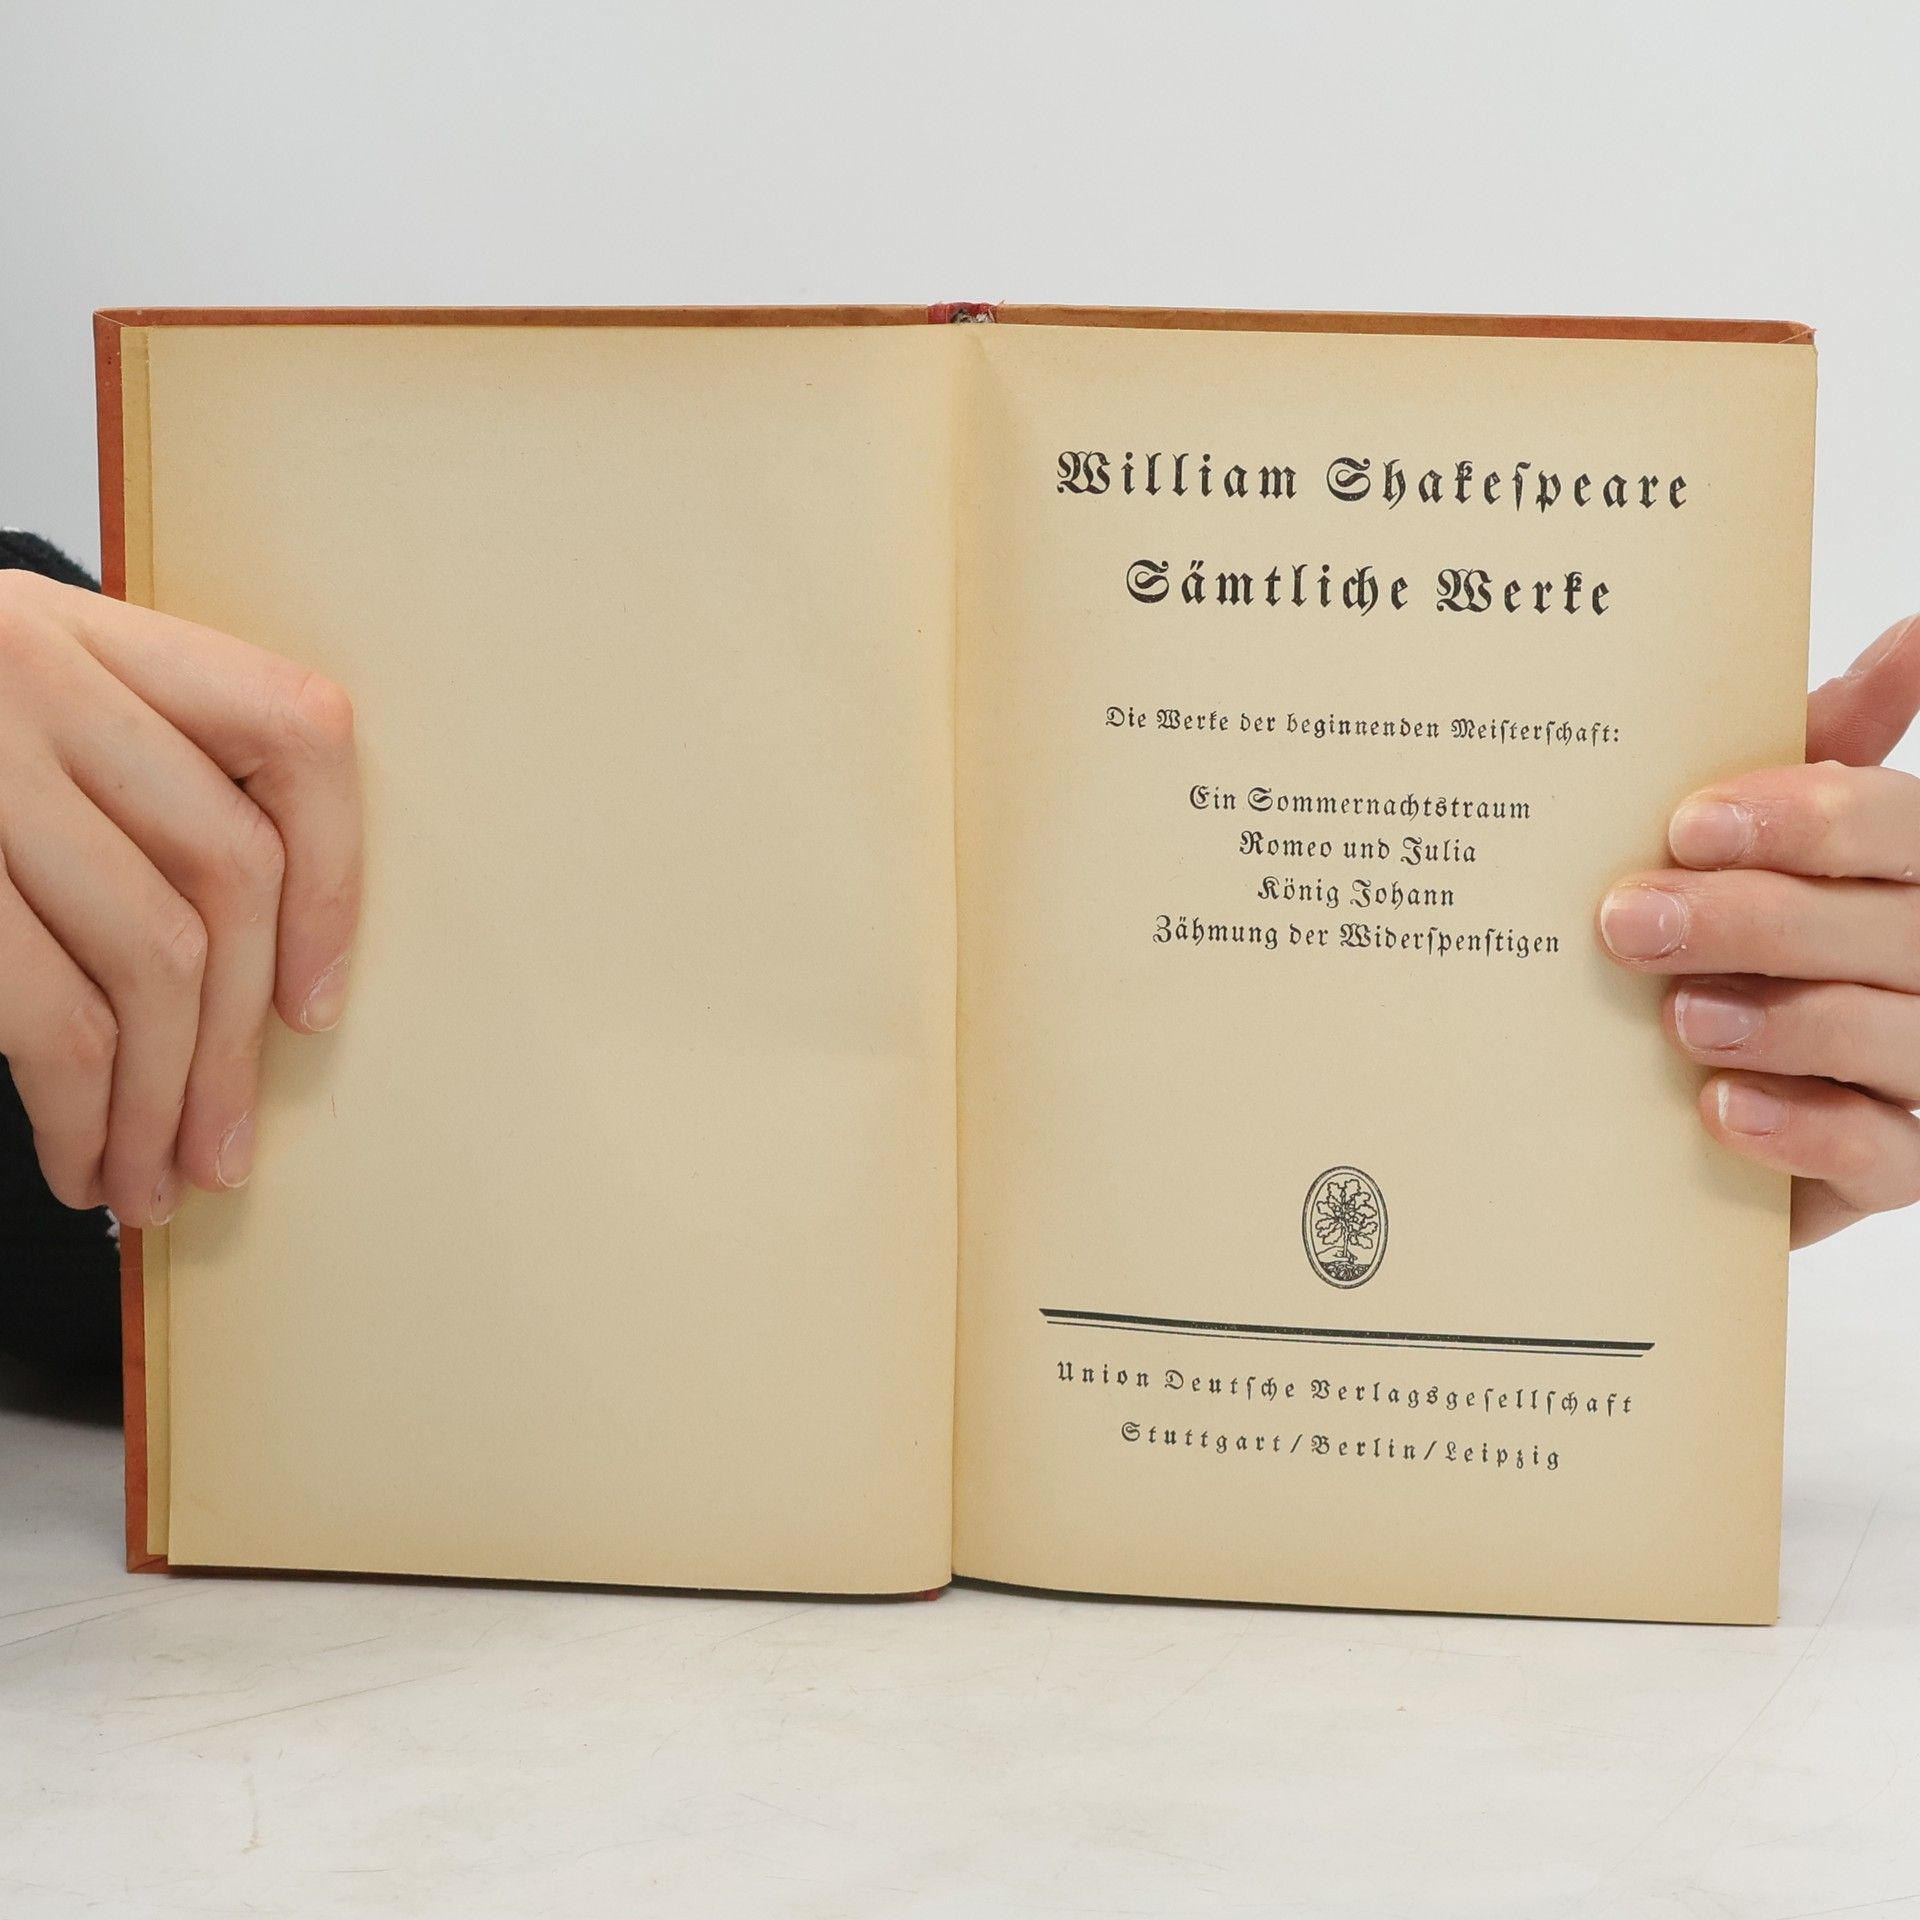 William Shakeſpeare
Sämtliche Werke
Die Werke der beginnenden Meiſterſchaft:
Ein Sommernachtstraum
Romeo und Julia
König Johann
Zähmung der Widerſpenſtigen
Union Deutſche Verlagsgeſellſchaft
Stuttgart/Berlin/Leipzig